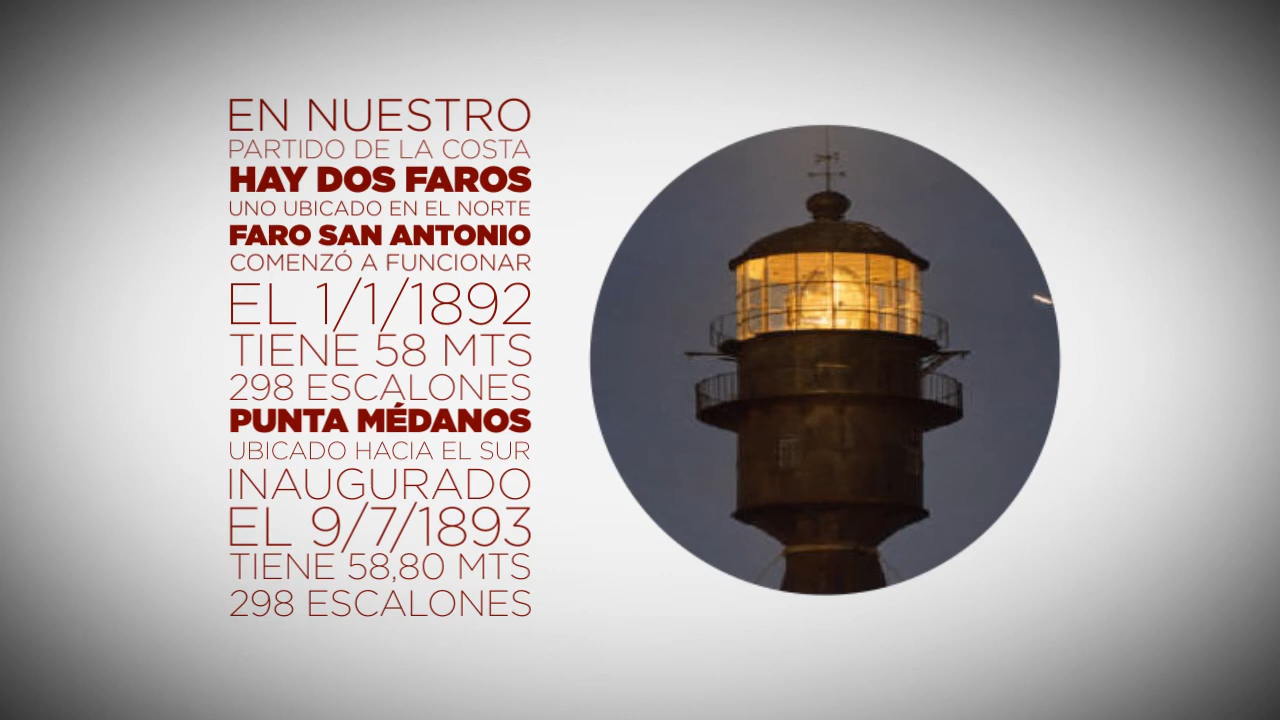 EN NUESTRO
PARTIDO DE LA COSTA
HAY DOS FAROS
UNO UBICADO EN EL NORTE
FARO SAN ANTONIO
COMENZÓ A FUNCIONAR
EL 1/1/1892
TIENE 58 MTS
298 ESCALONES
PUNTA MÉDANOS
UBICADO HACIA EL SUR
INAUGURADO
EL 9/7/1893
TIENE 58,80 MTS
298 ESCALONES